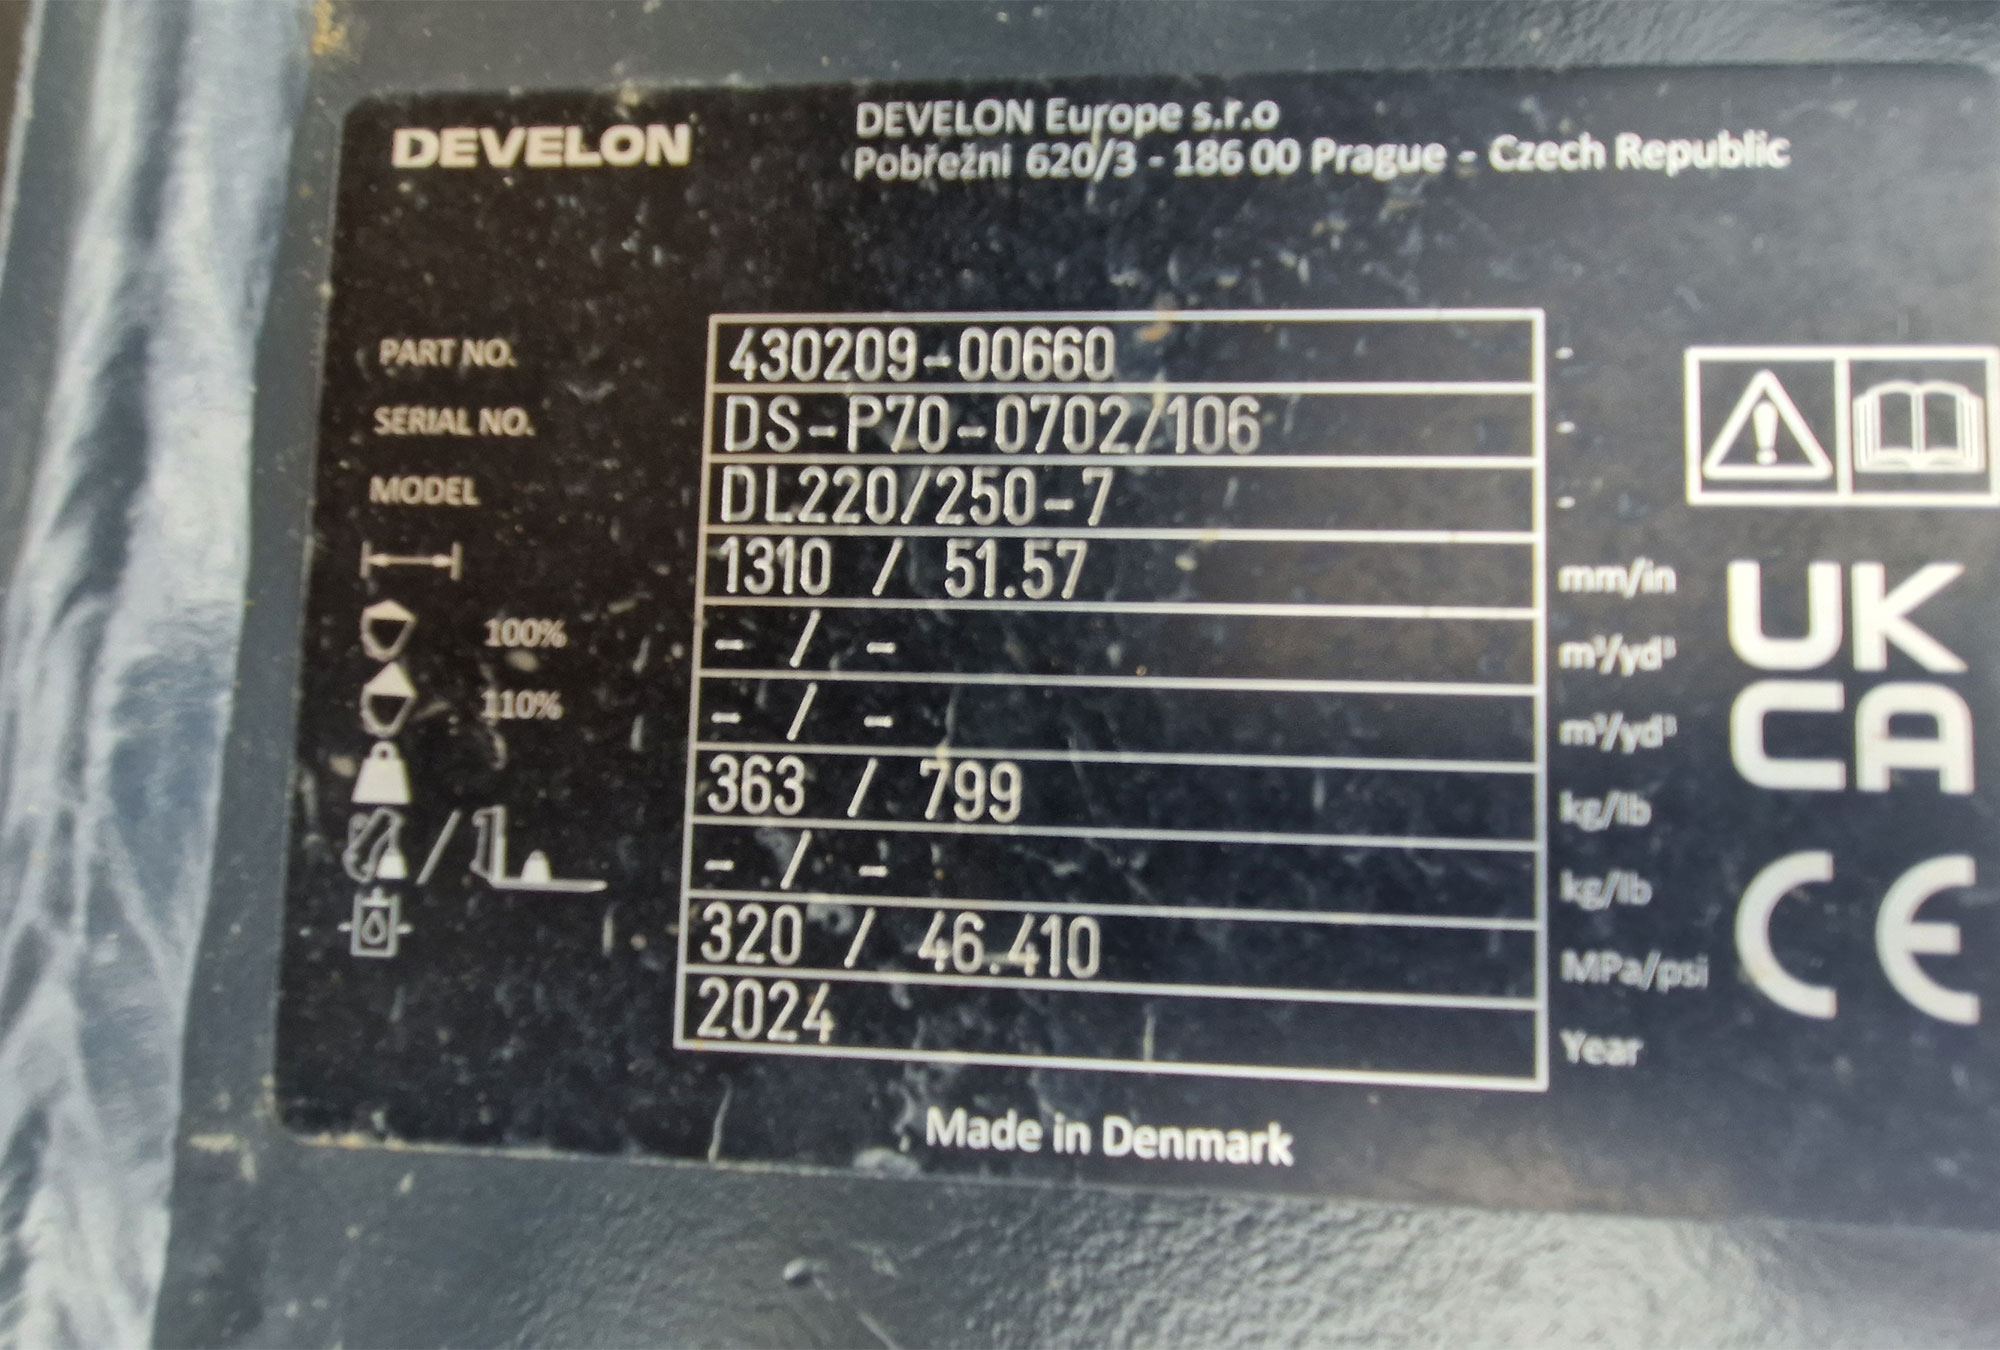 DEVELON
DEVELON Europe s.r.o
Pobřežni 620/3 - 186 00 Prague - Czech Republic
PART NO. 430209-00660 -
SERIAL NO. DS-P70-0702/106 -
MODEL DL220/250-7 -
1310 / 51.57 mm/in
100% - / - m³/yd³
110% - / - m³/yd³
363 / 799 kg/lb
/ - / - kg/lb
320 / 46.410 MPa/psi
2024 Year
UK
CA
CE
Made in Denmark